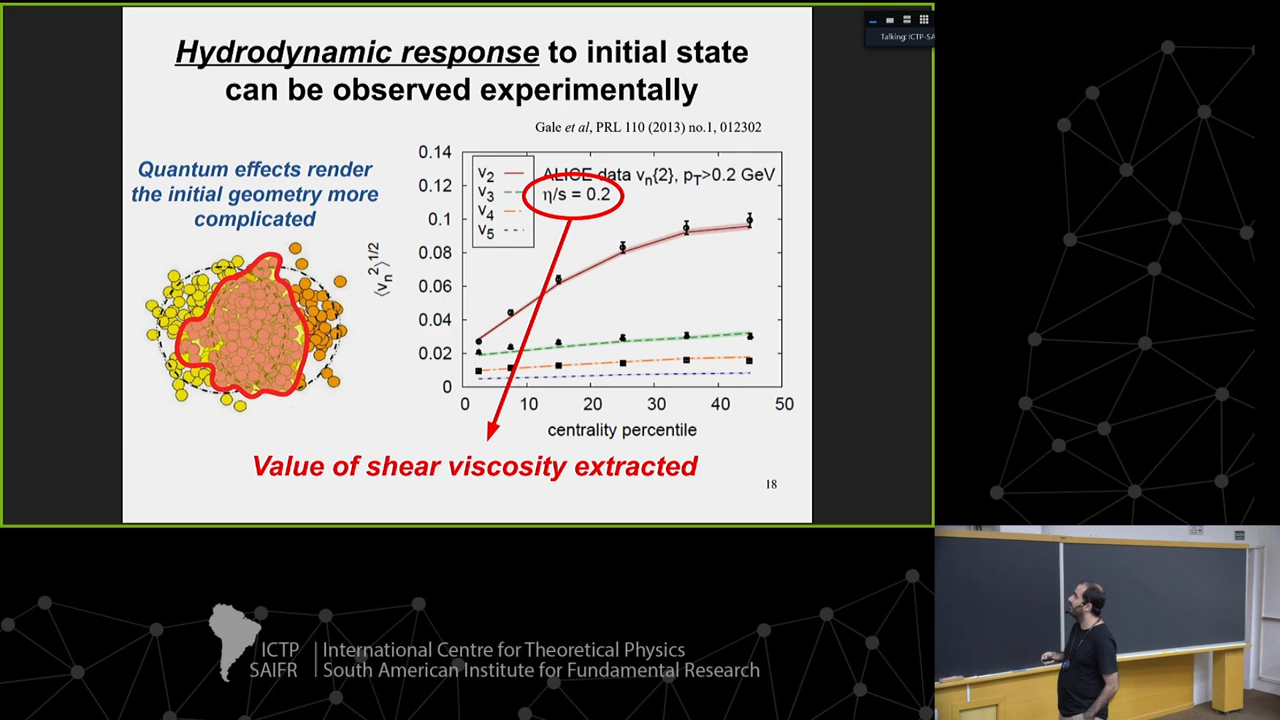 Talking: ICTP-SA
Hydrodynamic response to initial state
can be observed experimentally
Gale et al, PRL 110 (2013) no.1, 012302
Quantum effects render
the initial geometry more
complicated
0.14
0.12
0.1
0.08
0.06
0.04
0.02
0
⟨vn²⟩1/2
v2
v3
v4
v5
ALICE data vn{2}, pT>0.2 GeV
η/s = 0.2
0 10 20 30 40 50
centrality percentile
Value of shear viscosity extracted
18
ICTP
SAIFR
International Centre for Theoretical Physics
South American Institute for Fundamental Research